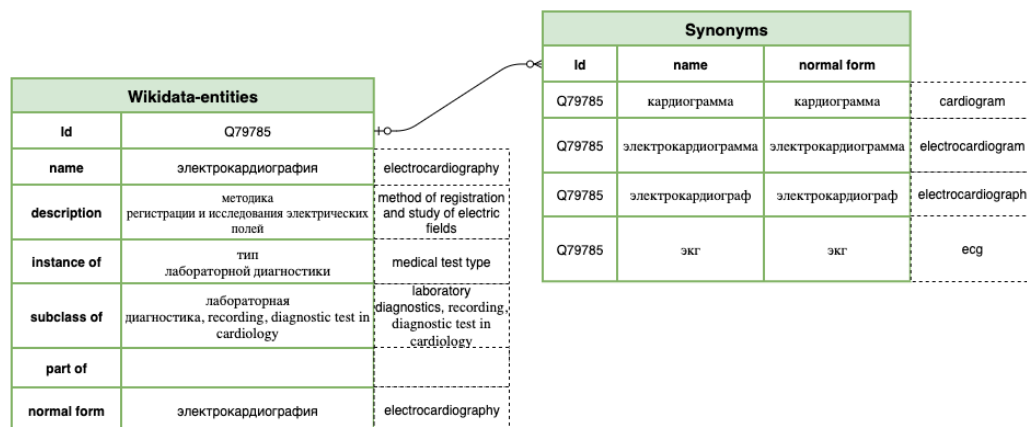 Wikidata-entities
Id Q79785
name электрокардиография electrocardiography
description
методика
регистрации и исследования электрических
полей
method of registration
and study of electric
fields
instance of
тип
лабораторной диагностики
medical test type
subclass of
лабораторная
диагностика, recording, diagnostic test in
cardiology
laboratory
diagnostics, recording,
diagnostic test in
cardiology
part of
normal form электрокардиография electrocardiography
Synonyms
Id name normal form
Q79785 кардиограмма кардиограмма cardiogram
Q79785 электрокардиограмма электрокардиограмма electrocardiogram
Q79785 электрокардиограф электрокардиограф electrocardiograph
Q79785 экг экг ecg